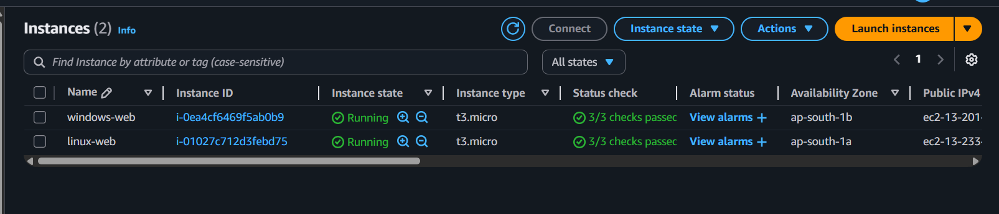 Instances (2) Info Connect Instance state Actions Launch instances
Find Instance by attribute or tag (case-sensitive) All states 1
Name Instance ID Instance state Instance type Status check Alarm status Availability Zone Public IPv4
windows-web i-0ea4cf6469f5ab0b9 Running t3.micro 3/3 checks passec View alarms + ap-south-1b ec2-13-201-
linux-web i-01027c712d3febd75 Running t3.micro 3/3 checks passec View alarms + ap-south-1a ec2-13-233-